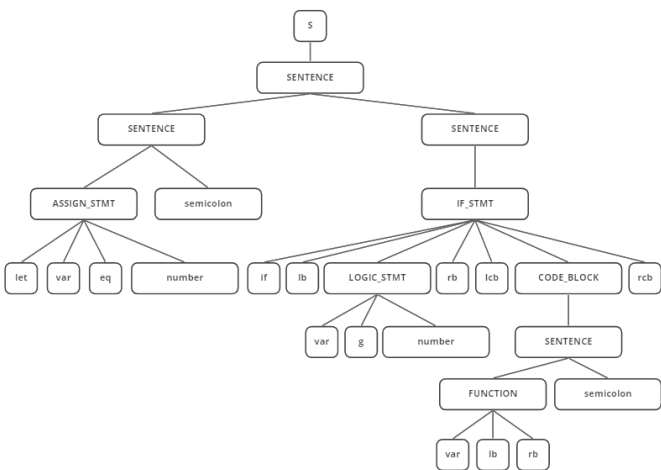 S
SENTENCE
SENTENCE SENTENCE
ASSIGN_STMT semicolon IF_STMT
let var eq number if lb LOGIC_STMT rb lcb CODE_BLOCK rcb
var g number SENTENCE
FUNCTION semicolon
var lb rb